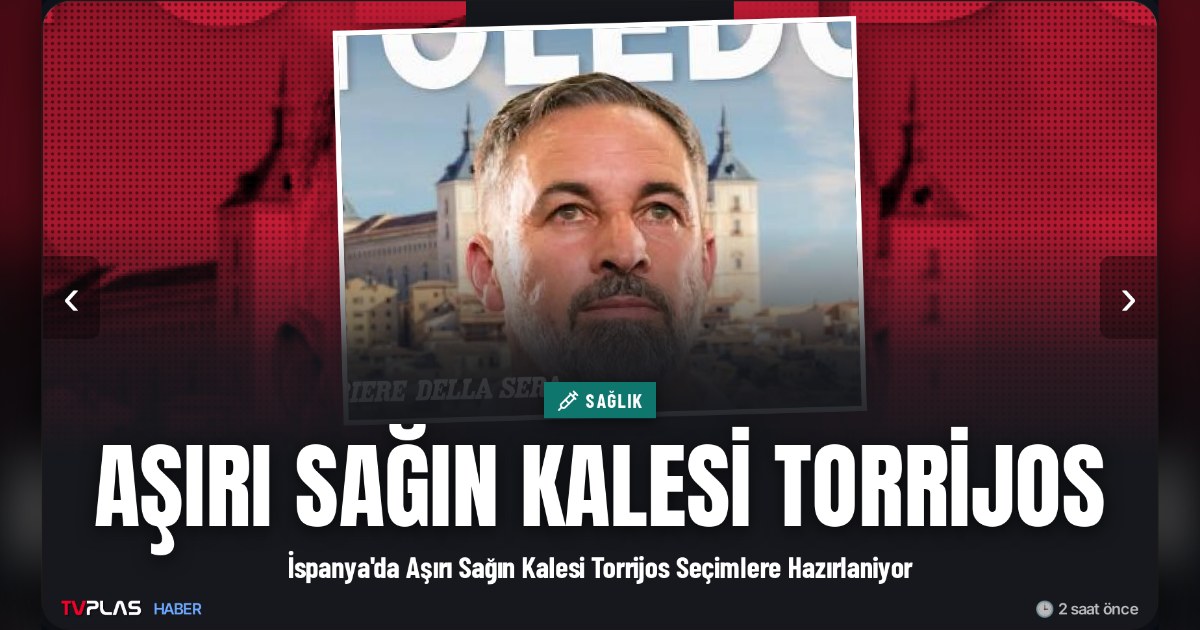 TOLEDO
RIERE DELLA SERA
SAĞLIK
AŞIRI SAĞIN KALESİ TORRİJOS
İspanya'da Aşırı Sağın Kalesi Torrijos Seçimlere Hazırlanıyor
TVPLAS HABER
2 saat önce